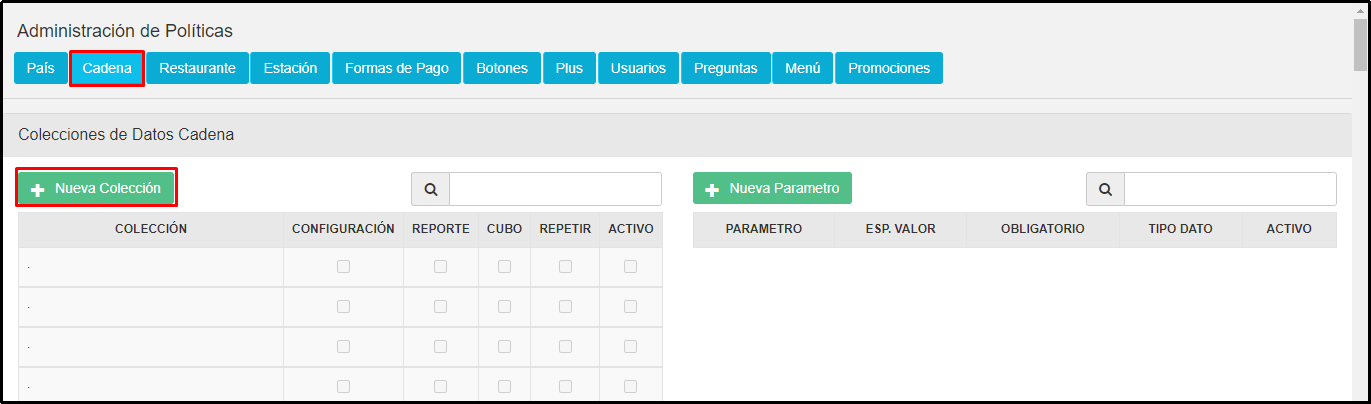 Administración de Políticas
País Cadena Restaurante Estación Formas de Pago Botones Plus Usuarios Preguntas Menú Promociones
Colecciones de Datos Cadena
Nueva Colección
Nueva Parametro
COLECCIÓN CONFIGURACIÓN REPORTE CUBO REPETIR ACTIVO
PARAMETRO ESP. VALOR OBLIGATORIO TIPO DATO ACTIVO
.
.
.
.